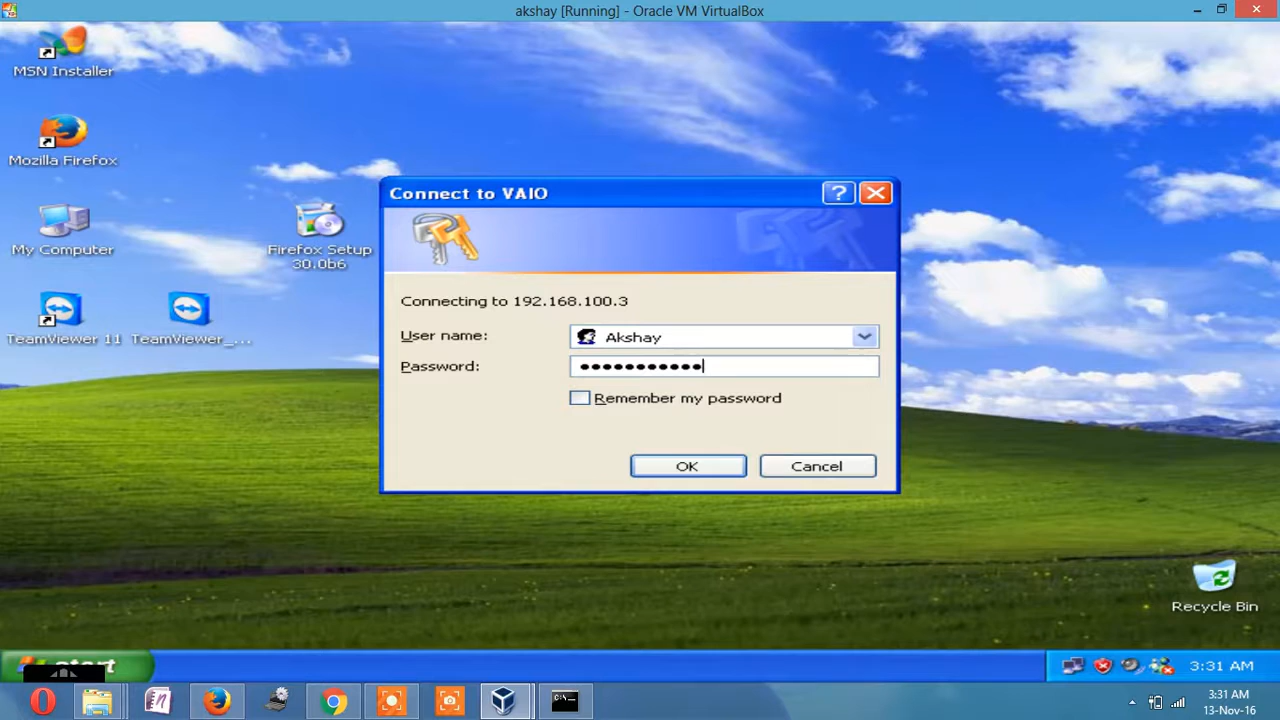 akshay [Running] - Oracle VM VirtualBox
MSN Installer
Mozilla Firefox
My Computer
Firefox Setup
30.0b6
TeamViewer 11
TeamViewer_...
Connect to VAIO
Connecting to 192.168.100.3
User name:
Akshay
Password:
Remember my password
OK
Cancel
Recycle Bin
start
3:31 AM
3:31 AM
13-Nov-16